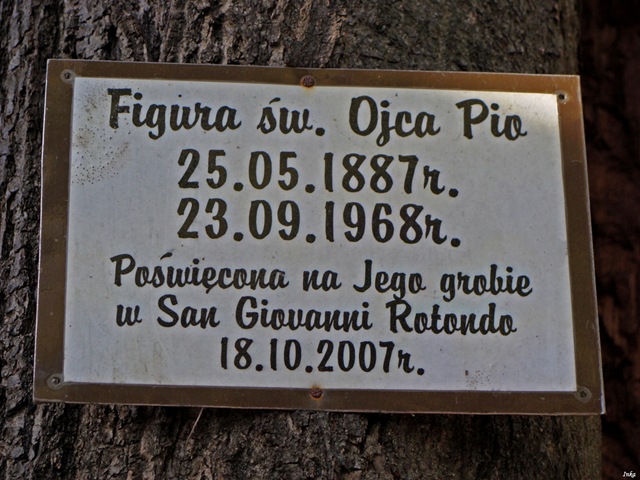 Figura św. Ojca Pio
25.05.1887r.
23.09.1968r.
Poświęcona na Jego grobie
w San Giovanni Rotondo
18.10.2007r.
Inka